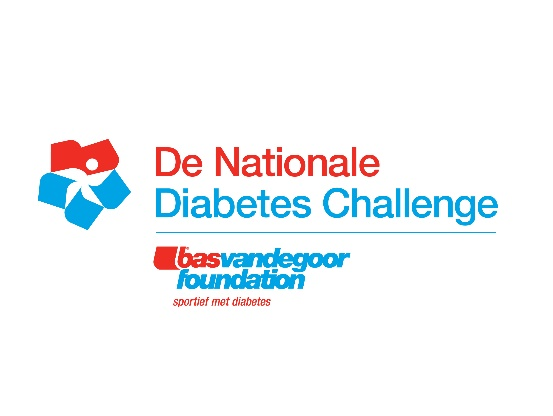 De Nationale
Diabetes Challenge
basvandegoor
foundation
sportief met diabetes